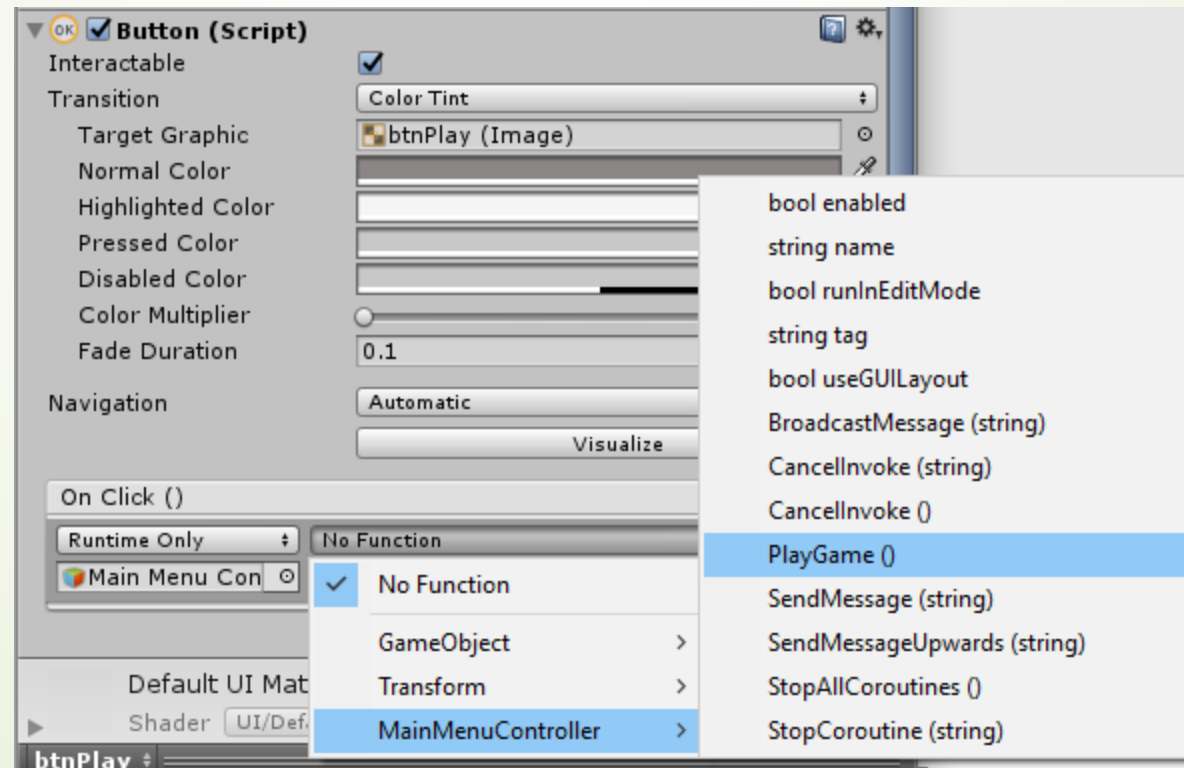 OK Button (Script)
Interactable
Transition Color Tint
Target Graphic btnPlay (Image)
Normal Color
Highlighted Color
Pressed Color
Disabled Color
Color Multiplier
Fade Duration 0.1
Navigation Automatic
Visualize
On Click ()
Runtime Only No Function
Main Menu Con
No Function
GameObject
Transform
MainMenuController
bool enabled
string name
bool runInEditMode
string tag
bool useGUILayout
BroadcastMessage (string)
CancelInvoke (string)
CancelInvoke ()
PlayGame ()
SendMessage (string)
SendMessageUpwards (string)
StopAllCoroutines ()
StopCoroutine (string)
Default UI Mat
Shader UI/Def
btnPlay